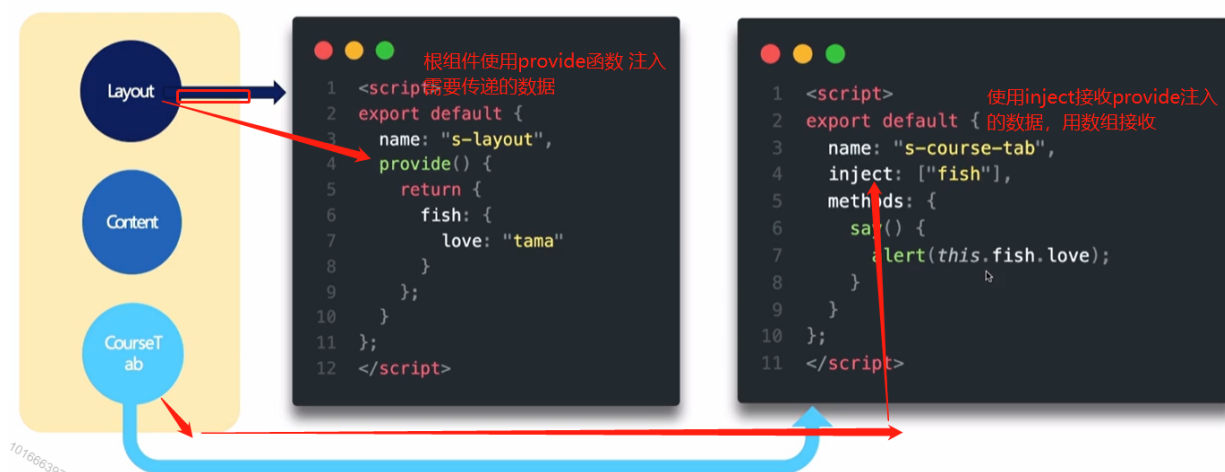 Layout
Content
CourseT
ab
根组件使用provide函数 注入
需要传递的数据
1 <script>
2 export default {
3 name: "s-layout",
4 provide() {
5 return {
6 fish: {
7 love: "tama"
8 }
9 };
10 }
11 };
12 </script>
使用inject接收provide注入
的数据，用数组接收
1 <script>
2 export default {
3 name: "s-course-tab",
4 inject: ["fish"],
5 methods: {
6 say() {
7 alert(this.fish.love);
8 }
9 }
10 };
11 </script>